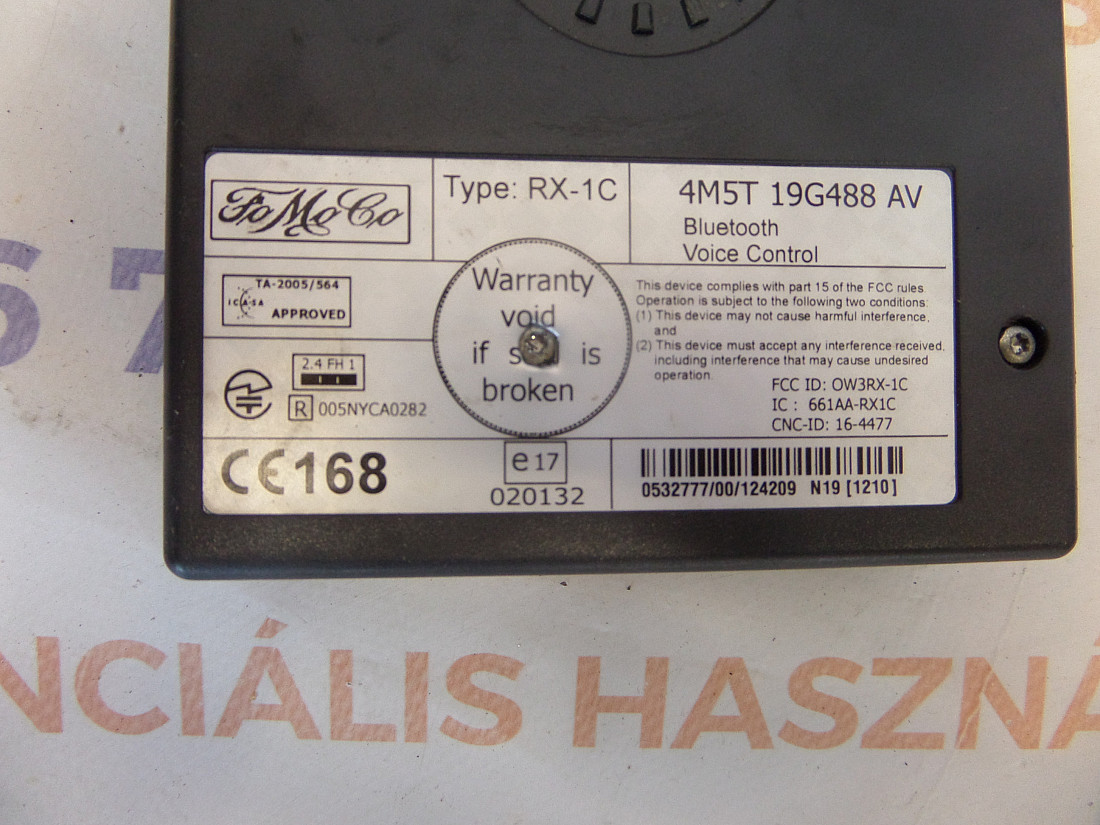 FoMoCo
Type: RX-1C
4M5T 19G488 AV
Bluetooth
Voice Control
TA-2005/564
ICASA
APPROVED
Warranty
void
if is
broken
This device complies with part 15 of the FCC rules.
Operation is subject to the following two conditions:
(1) This device may not cause harmful interference,
and
(2) This device must accept any interference received,
including interference that may cause undesired
operation.
FCC ID: OW3RX-1C
IC : 661AA-RX1C
CNC-ID: 16-4477
2.4 FH 1
R 005NYCA0282
CE168
e17
020132
0532777/00/124209 N19 [1210]
NCIÁLIS HASZNÁ